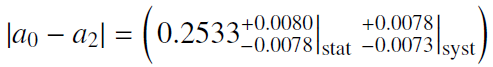 |a₀ − a₂| = ( 0.2533 +0.0080 −0.0078 |stat +0.0078 −0.0073 |syst )